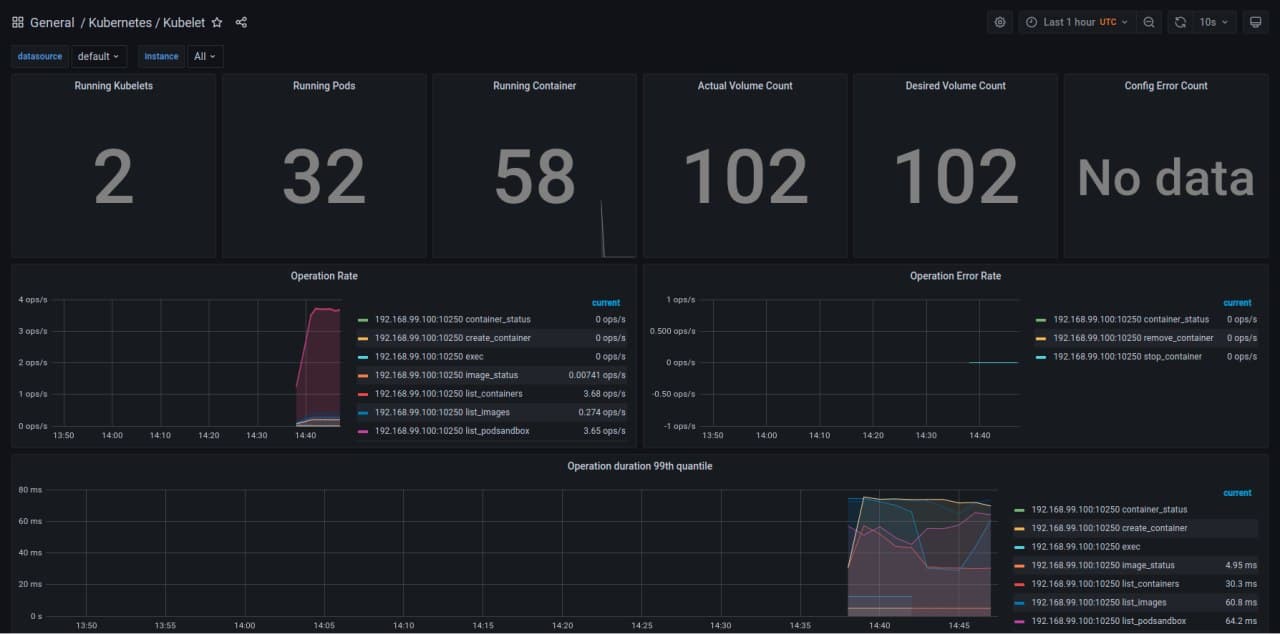 General / Kubernetes / Kubelet
Last 1 hour UTC
10s
datasource default instance All
Running Kubelets
2
Running Pods
32
Running Container
58
Actual Volume Count
102
Desired Volume Count
102
Config Error Count
No data
Operation Rate
4 ops/s
3 ops/s
2 ops/s
1 ops/s
0 ops/s
13:50 14:00 14:10 14:20 14:30 14:40
current
192.168.99.100:10250 container_status 0 ops/s
192.168.99.100:10250 create_container 0 ops/s
192.168.99.100:10250 exec 0 ops/s
192.168.99.100:10250 image_status 0.00741 ops/s
192.168.99.100:10250 list_containers 3.68 ops/s
192.168.99.100:10250 list_images 0.274 ops/s
192.168.99.100:10250 list_podsandbox 3.65 ops/s
Operation Error Rate
1 ops/s
0.500 ops/s
0 ops/s
-0.50 ops/s
-1 ops/s
13:50 14:00 14:10 14:20 14:30 14:40
current
192.168.99.100:10250 container_status 0 ops/s
192.168.99.100:10250 remove_container 0 ops/s
192.168.99.100:10250 stop_container 0 ops/s
Operation duration 99th quantile
80 ms
60 ms
40 ms
20 ms
0 s
13:50 13:55 14:00 14:05 14:10 14:15 14:20 14:25 14:30 14:35 14:40 14:45
current
192.168.99.100:10250 container_status
192.168.99.100:10250 create_container
192.168.99.100:10250 exec
192.168.99.100:10250 image_status 4.95 ms
192.168.99.100:10250 list_containers 30.3 ms
192.168.99.100:10250 list_images 60.8 ms
192.168.99.100:10250 list_podsandbox 64.2 ms